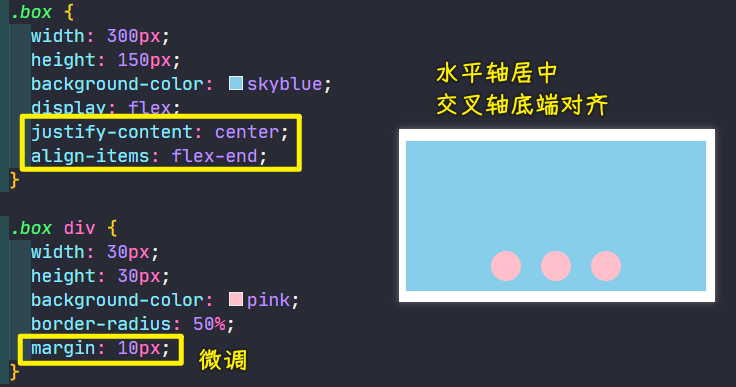 .box {
width: 300px;
height: 150px;
background-color: skyblue;
display: flex;
justify-content: center;
align-items: flex-end;
}
.box div {
width: 30px;
height: 30px;
background-color: pink;
border-radius: 50%;
margin: 10px;
}
微调
水平轴居中
交叉轴底端对齐